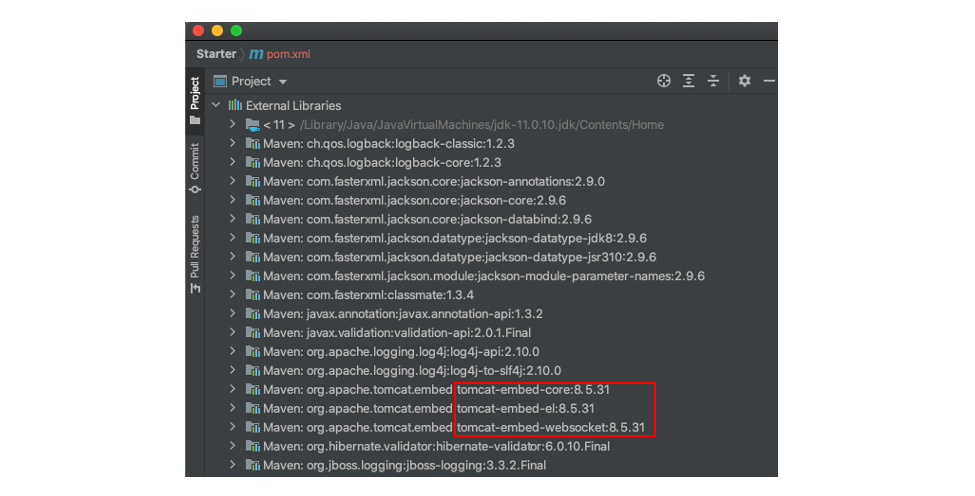 Starter 〉 m pom.xml
Project
Project
Commit
Pull Requests
External Libraries
< 11 > /Library/Java/JavaVirtualMachines/jdk-11.0.10.jdk/Contents/Home
Maven: ch.qos.logback:logback-classic:1.2.3
Maven: ch.qos.logback:logback-core:1.2.3
Maven: com.fasterxml.jackson.core:jackson-annotations:2.9.0
Maven: com.fasterxml.jackson.core:jackson-core:2.9.6
Maven: com.fasterxml.jackson.core:jackson-databind:2.9.6
Maven: com.fasterxml.jackson.datatype:jackson-datatype-jdk8:2.9.6
Maven: com.fasterxml.jackson.datatype:jackson-datatype-jsr310:2.9.6
Maven: com.fasterxml.jackson.module:jackson-module-parameter-names:2.9.6
Maven: com.fasterxml:classmate:1.3.4
Maven: javax.annotation:javax.annotation-api:1.3.2
Maven: javax.validation:validation-api:2.0.1.Final
Maven: org.apache.logging.log4j:log4j-api:2.10.0
Maven: org.apache.logging.log4j:log4j-to-slf4j:2.10.0
Maven: org.apache.tomcat.embed:tomcat-embed-core:8.5.31
Maven: org.apache.tomcat.embed:tomcat-embed-el:8.5.31
Maven: org.apache.tomcat.embed:tomcat-embed-websocket:8.5.31
Maven: org.hibernate.validator:hibernate-validator:6.0.10.Final
Maven: org.jboss.logging:jboss-logging:3.3.2.Final